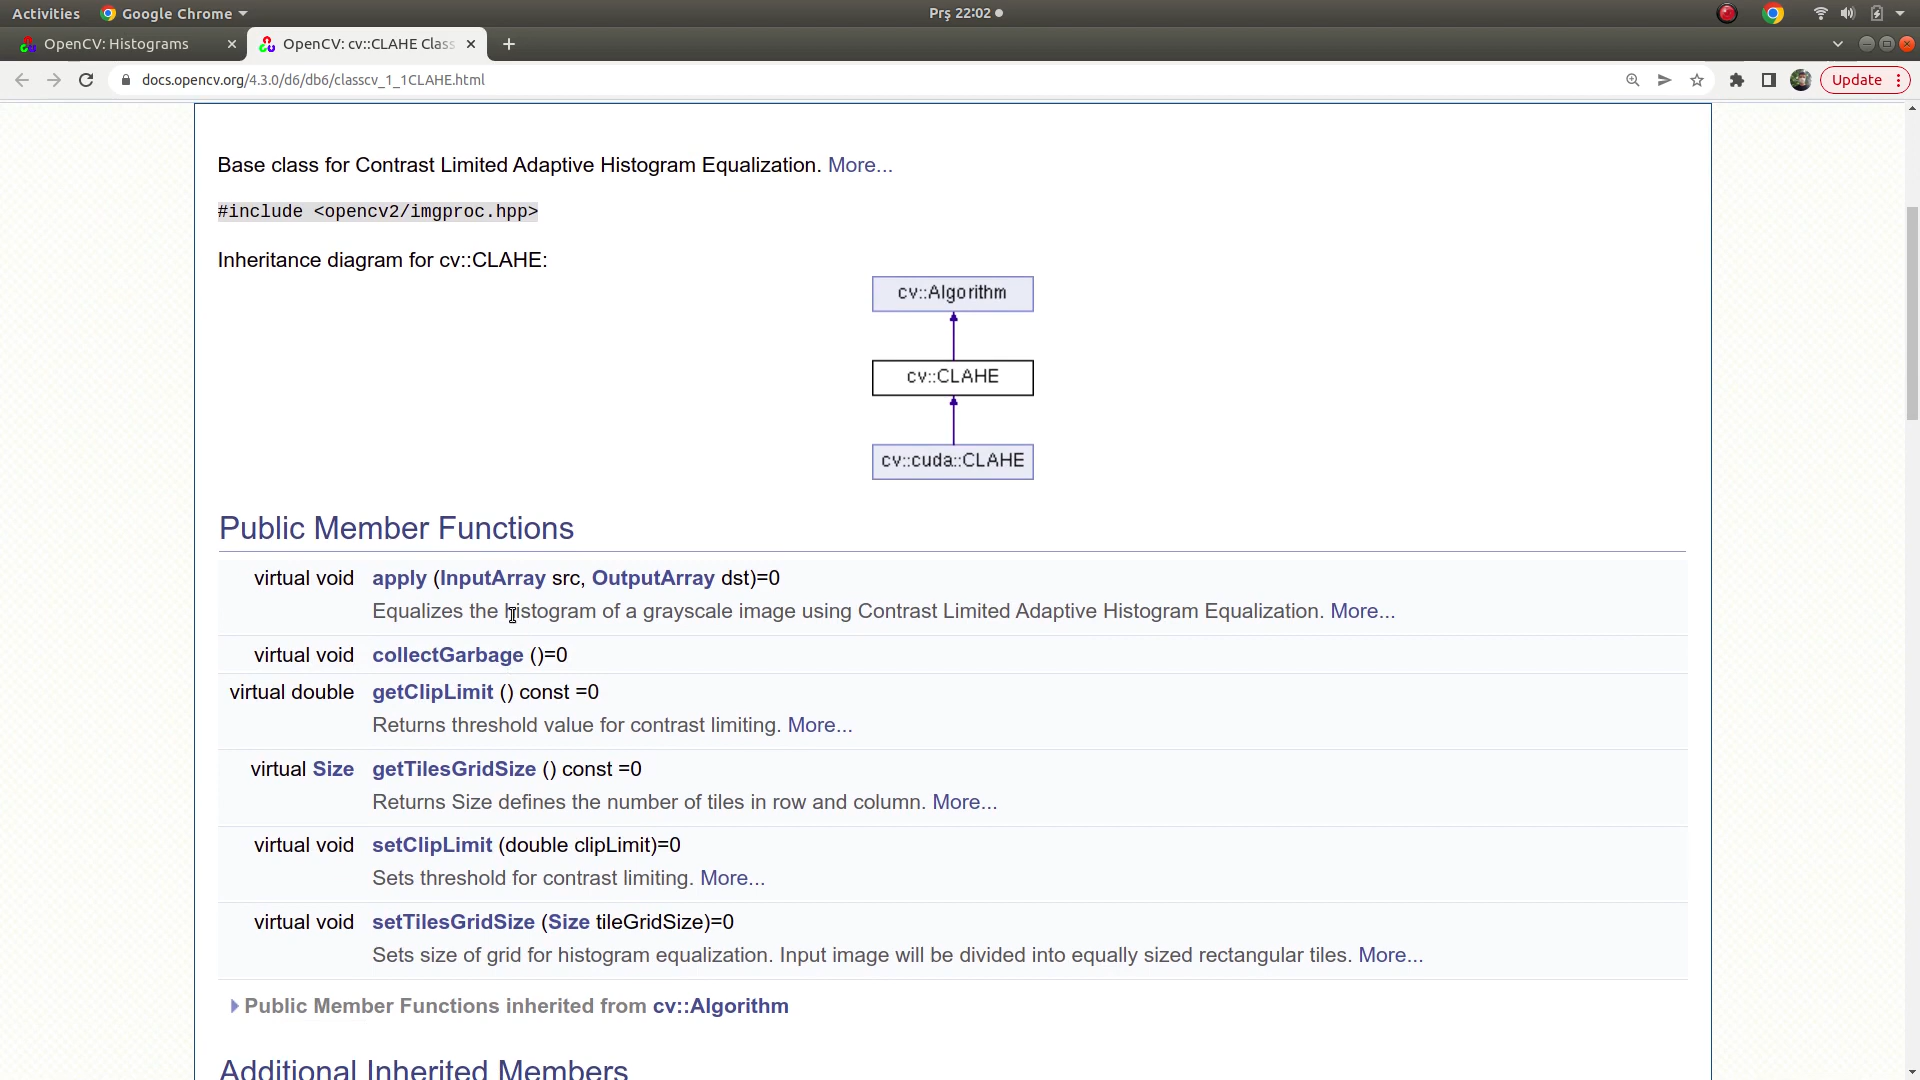 Activities
Google Chrome
Prş 22:02
OpenCV: Histograms
OpenCV: cv::CLAHE Class
docs.opencv.org/4.3.0/d6/db6/classcv_1_1CLAHE.html
Update
Base class for Contrast Limited Adaptive Histogram Equalization. More...
#include <opencv2/imgproc.hpp>
Inheritance diagram for cv::CLAHE:
cv::Algorithm
cv::CLAHE
cv::cuda::CLAHE
Public Member Functions
virtual void apply (InputArray src, OutputArray dst)=0
Equalizes the histogram of a grayscale image using Contrast Limited Adaptive Histogram Equalization. More...
virtual void collectGarbage ()=0
virtual double getClipLimit () const =0
Returns threshold value for contrast limiting. More...
virtual Size getTilesGridSize () const =0
Returns Size defines the number of tiles in row and column. More...
virtual void setClipLimit (double clipLimit)=0
Sets threshold for contrast limiting. More...
virtual void setTilesGridSize (Size tileGridSize)=0
Sets size of grid for histogram equalization. Input image will be divided into equally sized rectangular tiles. More...
Public Member Functions inherited from cv::Algorithm
Additional Inherited Members